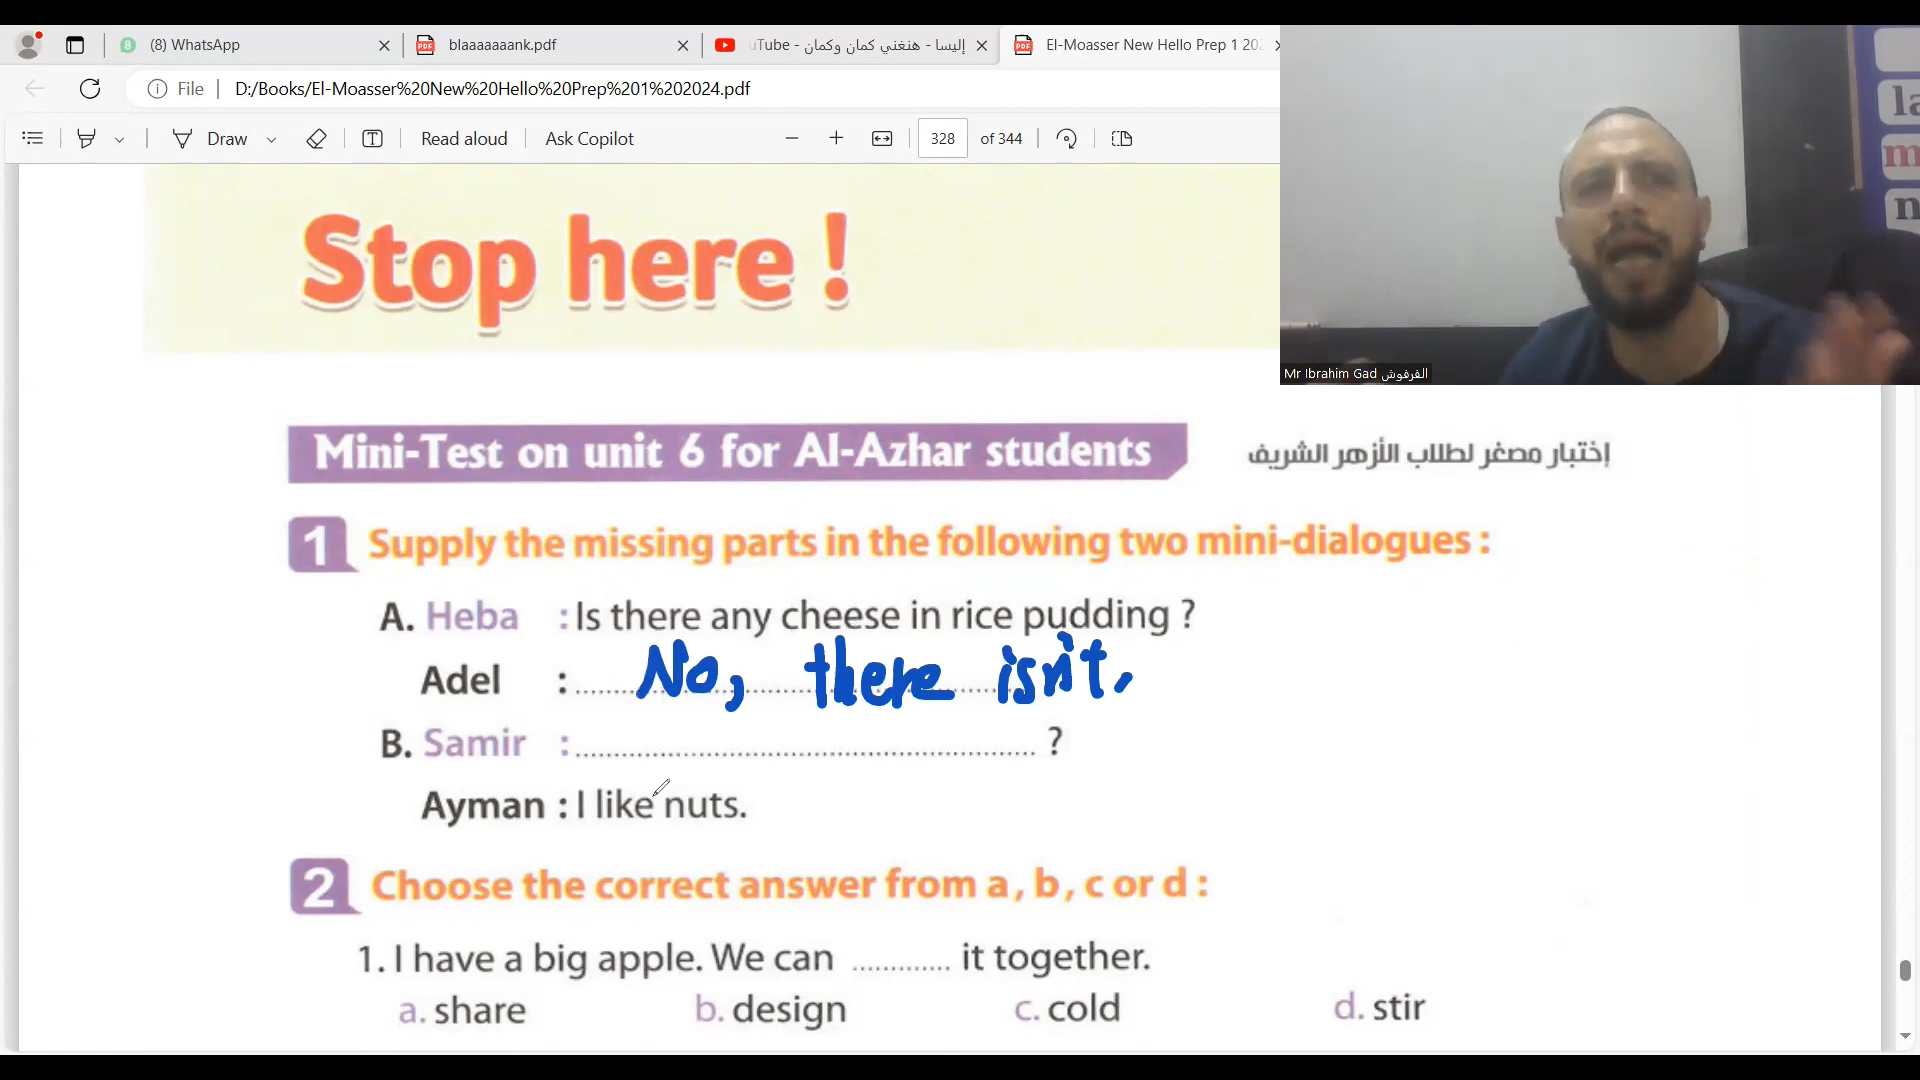 (8) WhatsApp
blaaaaaaank.pdf
إليسا - هنغني كمان وكمان - uTube
El-Moasser New Hello Prep 1 202
File
D:/Books/El-Moasser%20New%20Hello%20Prep%201%202024.pdf
Draw
Read aloud
Ask Copilot
328 of 344
Stop here !
Mr Ibrahim Gad الفرفوش
Mini-Test on unit 6 for Al-Azhar students
إختبار مصغر لطلاب الأزهر الشريف
1 Supply the missing parts in the following two mini-dialogues :
A. Heba : Is there any cheese in rice pudding ?
Adel : No, there isn't.
B. Samir : .................................................. ?
Ayman : I like nuts.
2 Choose the correct answer from a , b , c or d :
1. I have a big apple. We can ............. it together.
a. share b. design c. cold d. stir